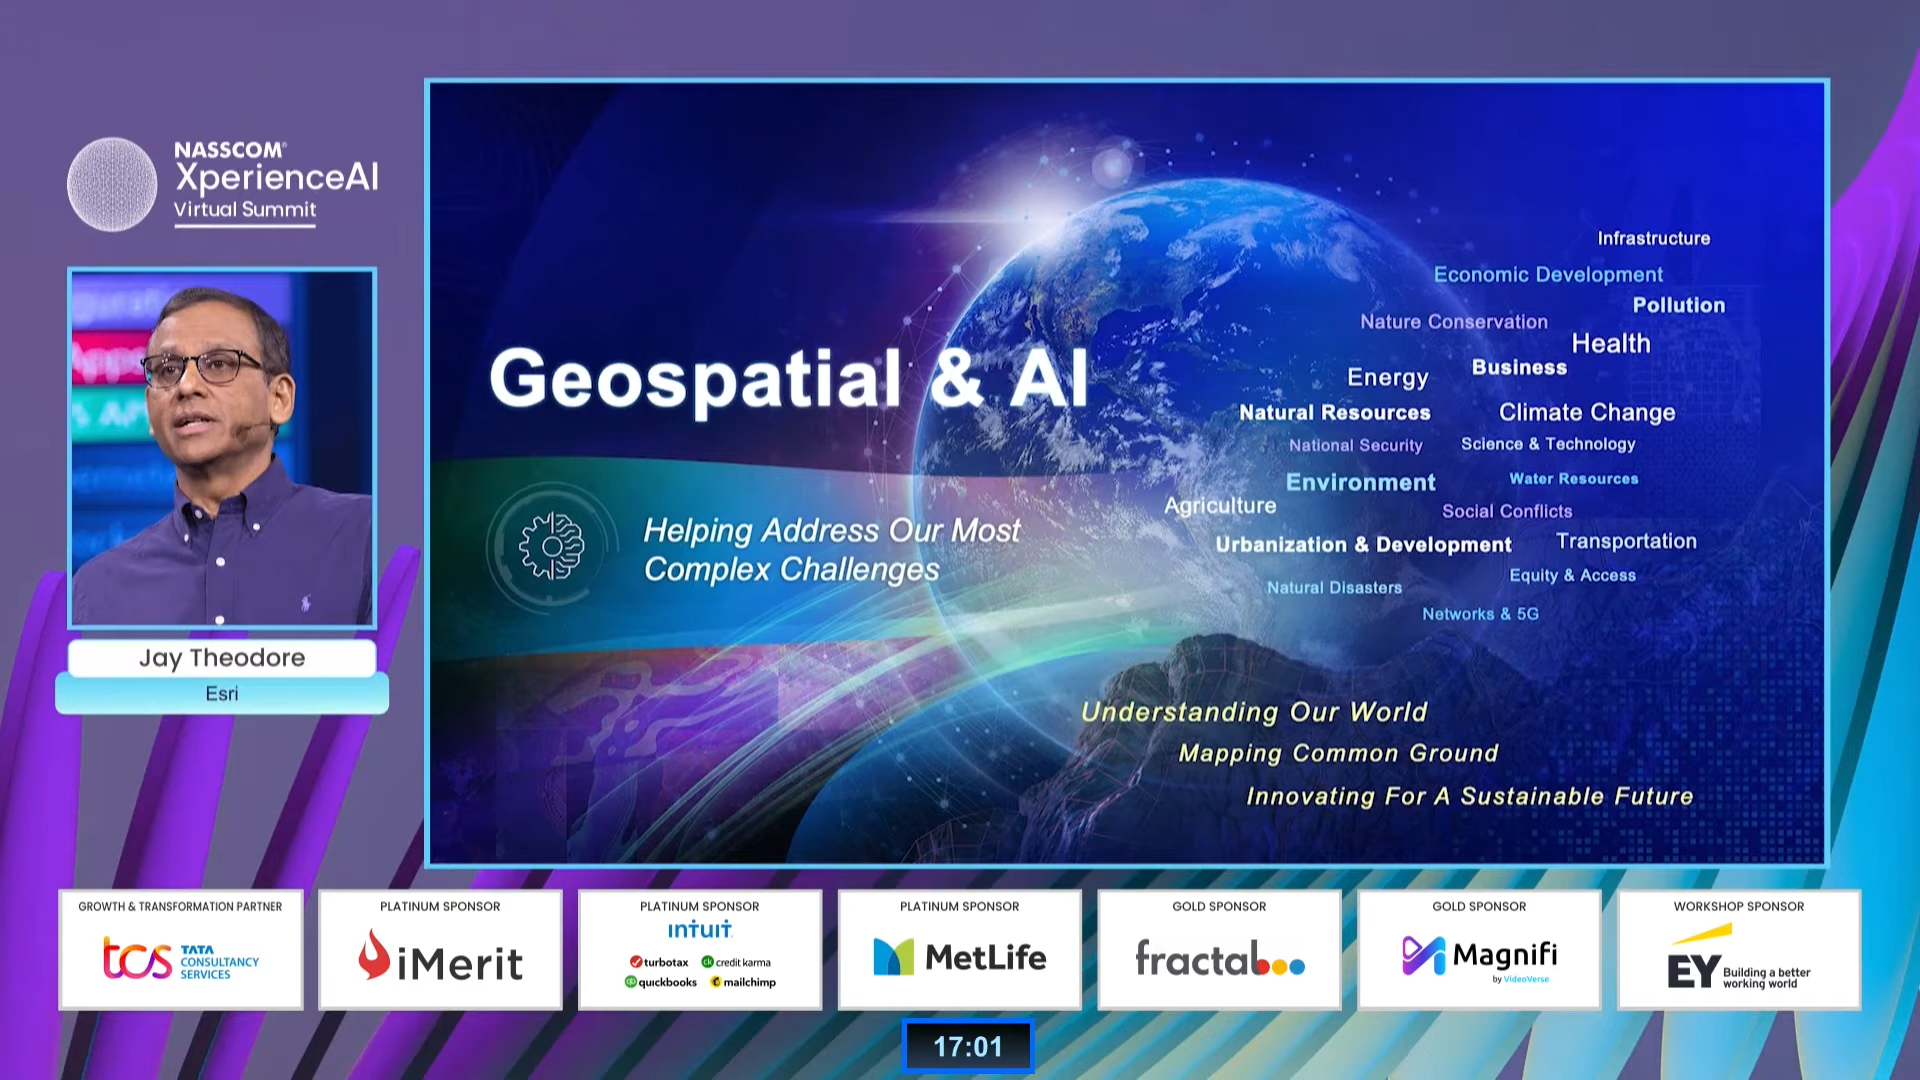 NASSCOM®
XperienceAI
Virtual Summit
Jay Theodore
Esri
Geospatial & AI
Helping Address Our Most
Complex Challenges
Infrastructure
Economic Development
Pollution
Nature Conservation
Health
Business
Energy
Natural Resources
Climate Change
National Security
Science & Technology
Environment
Water Resources
Agriculture
Social Conflicts
Urbanization & Development
Transportation
Equity & Access
Natural Disasters
Networks & 5G
Understanding Our World
Mapping Common Ground
Innovating For A Sustainable Future
GROWTH & TRANSFORMATION PARTNER
tcs TATA
CONSULTANCY
SERVICES
PLATINUM SPONSOR
iMerit
PLATINUM SPONSOR
intuit
turbotax credit karma
quickbooks mailchimp
PLATINUM SPONSOR
MetLife
GOLD SPONSOR
fractal
GOLD SPONSOR
Magnifi
by VideoVerse
WORKSHOP SPONSOR
EY Building a better
working world
17:01